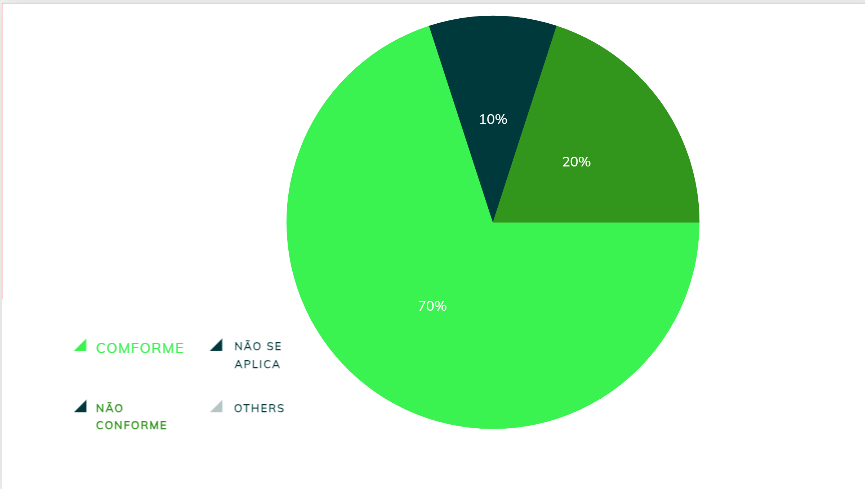 10%
20%
70%
COMFORME
NÃO SE
APLICA
NÃO
CONFORME
OTHERS